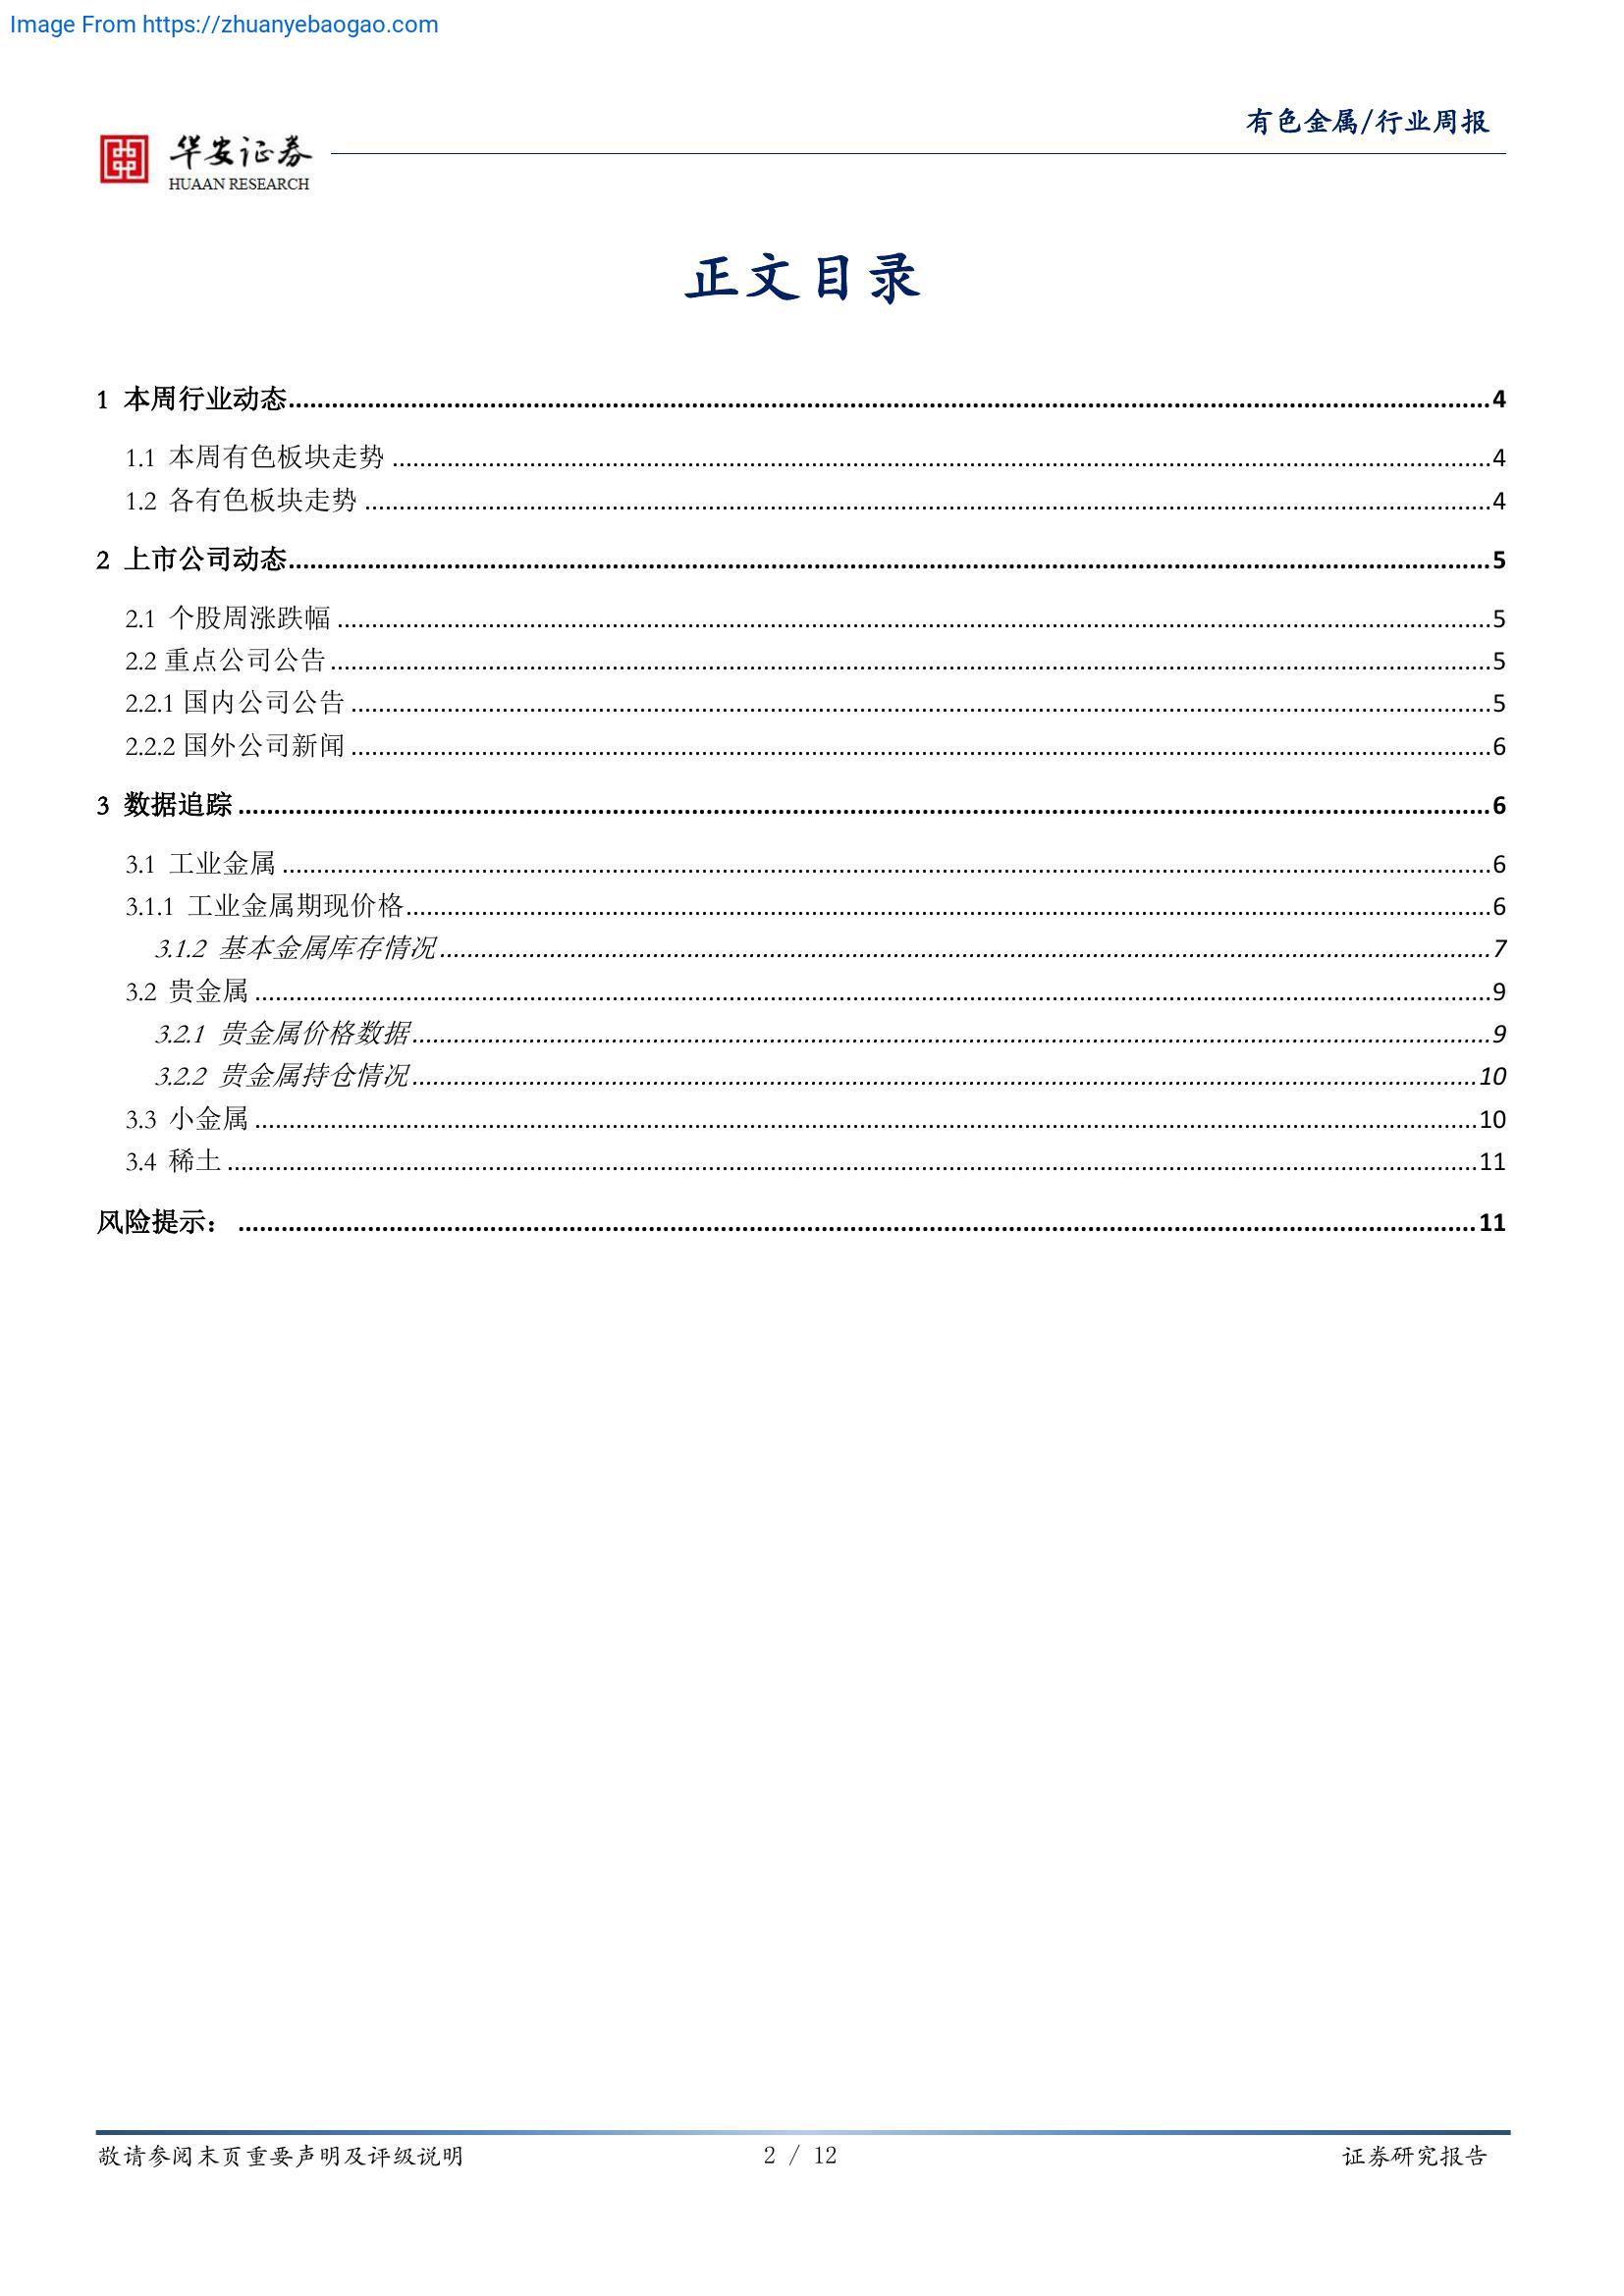 Image From https://zhuanyebaogao.com
有色金属/行业周报
华安证券
HUAAN RESEARCH
正文目录
1 本周行业动态 4
1.1 本周有色板块走势 4
1.2 各有色板块走势 4
2 上市公司动态 5
2.1 个股周涨跌幅 5
2.2 重点公司公告 5
2.2.1 国内公司公告 5
2.2.2 国外公司新闻 6
3 数据追踪 6
3.1 工业金属 6
3.1.1 工业金属期现价格 6
3.1.2 基本金属库存情况 7
3.2 贵金属 9
3.2.1 贵金属价格数据 9
3.2.2 贵金属持仓情况 10
3.3 小金属 10
3.4 稀土 11
风险提示： 11
敬请参阅末页重要声明及评级说明 2 / 12 证券研究报告